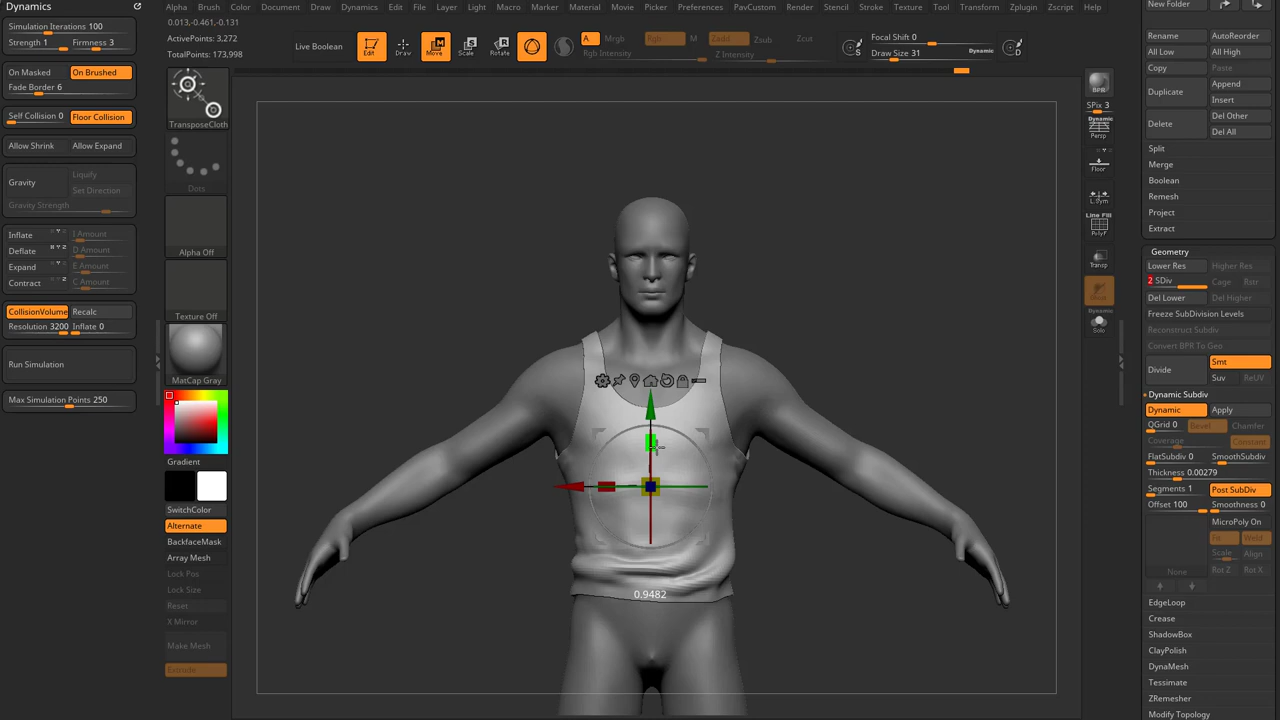 Dynamics
Simulation Iterations 100
Strength 1 Firmness 3
On Masked On Brushed
Fade Border 6
Self Collision 0 Floor Collision
Allow Shrink Allow Expand
Gravity Liquify
Set Direction
Gravity Strength
Inflate I Amount
Deflate D Amount
Expand E Amount
Contract C Amount
CollisionVolume Recalc
Resolution 3200 Inflate 0
Run Simulation
Max Simulation Points 250
Alpha Brush Color Document Draw Dynamics Edit File Layer Light Macro Marker Material Movie Picker Preferences PavCustom Render Stencil Stroke Texture Tool Transform Zplugin Zscript Help
0.013,-0.461,-0.131
ActivePoints: 3,272
TotalPoints: 173,998
Live Boolean
Edit Draw Move Scale Rotate
A Mrgb Rgb M Zadd Zsub Zcut
Rgb Intensity Z Intensity
S Focal Shift 0
Draw Size 31 Dynamic D
TransposeCloth
Dots
Alpha Off
Texture Off
MatCap Gray
Gradient
SwitchColor
Alternate
BackfaceMask
Array Mesh
Lock Pos
Lock Size
Reset
X Mirror
Make Mesh
Extrude
0.9482
BPR
SPix 3
Dynamic
Persp
Floor
L.Sym
Line Fill
PolyF
Transp
Ghost
Dynamic
Solo
New Folder
Rename AutoReorder
All Low All High
Copy Paste
Duplicate Append
Insert
Delete Del Other
Del All
Split
Merge
Boolean
Remesh
Project
Extract
Geometry
Lower Res Higher Res
2 SDiv Cage Rstr
Del Lower Del Higher
Freeze SubDivision Levels
Reconstruct Subdiv
Convert BPR To Geo
Divide Smt
Suv ReUV
Dynamic Subdiv
Dynamic Apply
QGrid 0 Bevel Chamfer
Coverage Constant
FlatSubdiv 0 SmoothSubdiv
Thickness 0.00279
Segments 1 Post SubDiv
Offset 100 Smoothness 0
MicroPoly On
Fit Weld
Scale Align
None Rot Z Rot X
EdgeLoop
Crease
ShadowBox
ClayPolish
DynaMesh
Tessimate
ZRemesher
Modify Topology